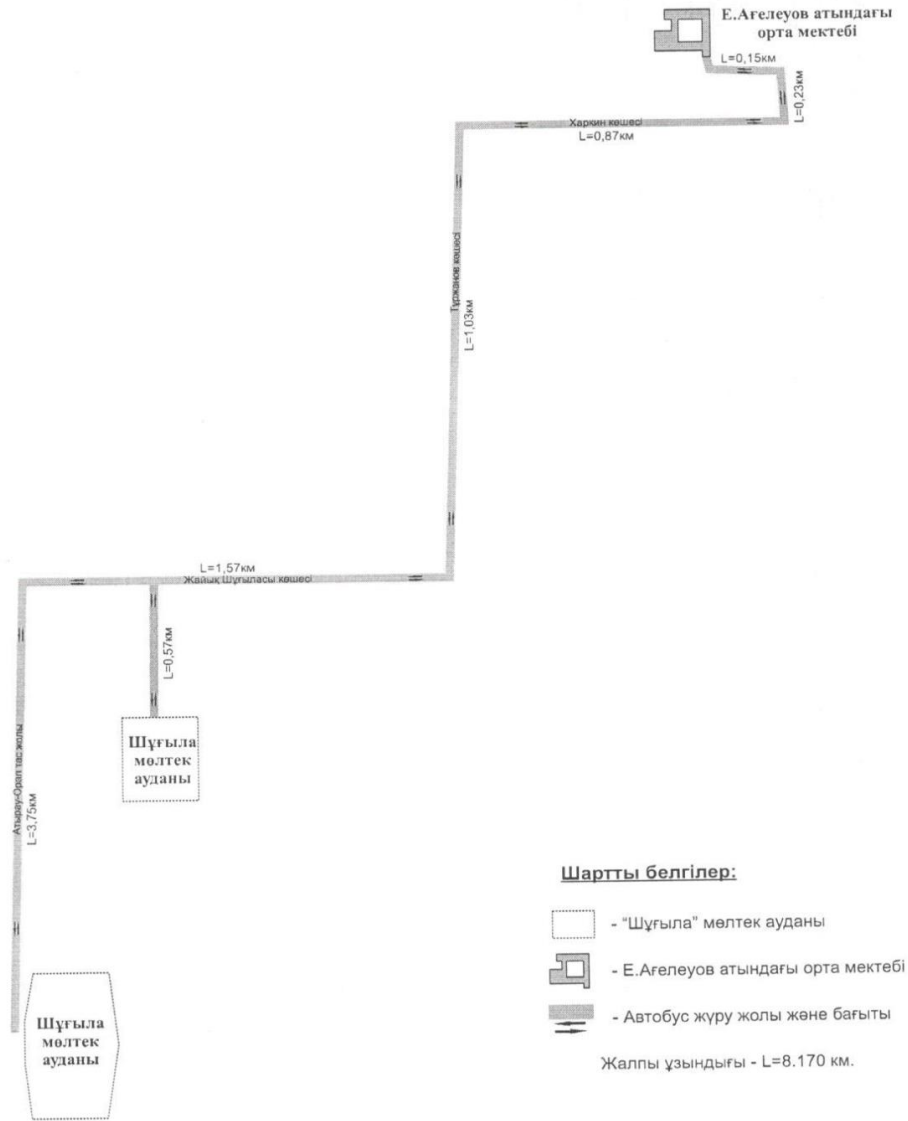 Е.Ағелеуов атындағы
орта мектебі
L=0,15км
L=0,23км
Харкин көшесі
L=0,87км
Тұржанов көшесі
L=1,03км
L=1,57км
Жайық Шұғыласы көшесі
L=0,57км
Шұғыла
мөлтек
ауданы
Атырау-Орал тас жолы
L=3,75км
Шұғыла
мөлтек
ауданы
Шартты белгілер:
- "Шұғыла" мөлтек ауданы
- Е.Ағелеуов атындағы орта мектебі
- Автобус жүру жолы және бағыты
Жалпы ұзындығы - L=8.170 км.